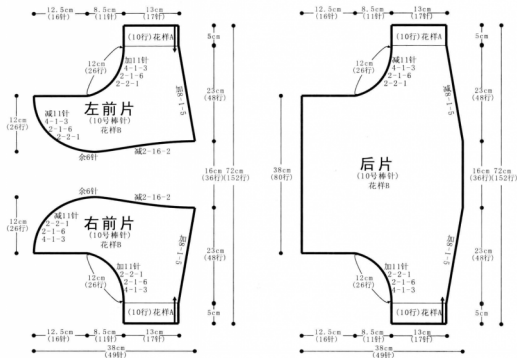 12.5cm 8.5cm 13cm
(16针) (11针) (17针)
(10行)花样A
5cm
加11针
4-1-3
2-1-6
2-2-1
12cm
(26行)
减8-1-5
23cm
(48行)
12cm
(26行)
减11针
4-1-3
2-1-6
2-2-1
左前片
(10号棒针)
花样B
余6针
减2-16-2
16cm
(36行)
72cm
(152行)
余6针
减2-16-2
12cm
(26行)
减11针
2-2-1
2-1-6
4-1-3
右前片
(10号棒针)
花样B
加11针
2-2-1
2-1-6
4-1-3
12cm
(26行)
减8-1-5
23cm
(48行)
(10行)花样A
5cm
12.5cm 8.5cm 13cm
(16针) (11针) (17针)
38cm
(49针)
12.5cm 8.5cm 13cm
(16针) (11针) (17针)
(10行)花样A
5cm
12cm
(26行)
加11针
4-1-3
2-1-6
2-2-1
减8-1-5
23cm
(48行)
38cm
(80行)
后片
(10号棒针)
花样B
16cm
(36行)
72cm
(152行)
加11针
2-2-1
2-1-6
4-1-3
12cm
(26行)
23cm
(48行)
(10行)花样A
5cm
12.5cm 8.5cm 13cm
(16针) (11针) (17针)
38cm
(49针)